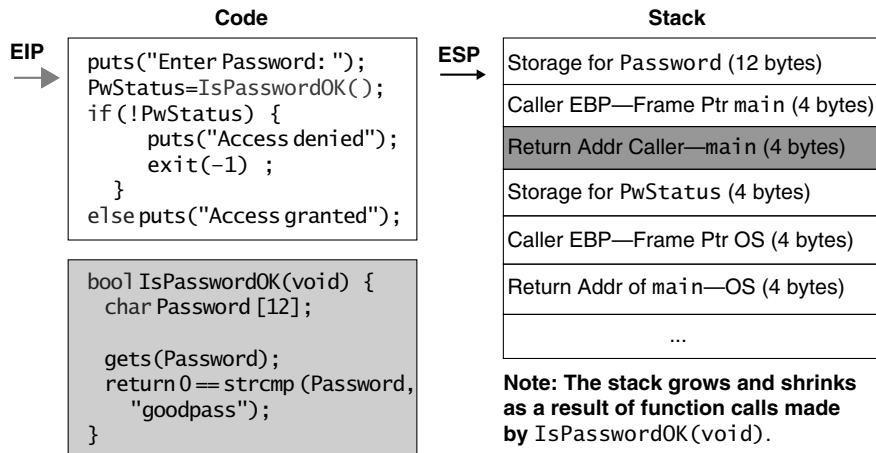 Code
EIP
puts("Enter Password: ");
PwStatus=IsPasswordOK();
if (!PwStatus) {
puts("Access denied");
exit(-1) ;
}
else puts("Access granted");
bool IsPasswordOK(void) {
char Password [12];
gets(Password);
return 0 == strcmp (Password,
"goodpass");
}
Stack
ESP
Storage for Password (12 bytes)
Caller EBP—Frame Ptr main (4 bytes)
Return Addr Caller—main (4 bytes)
Storage for PwStatus (4 bytes)
Caller EBP—Frame Ptr OS (4 bytes)
Return Addr of main—OS (4 bytes)
...
Note: The stack grows and shrinks
as a result of function calls made
by IsPasswordOK(void).